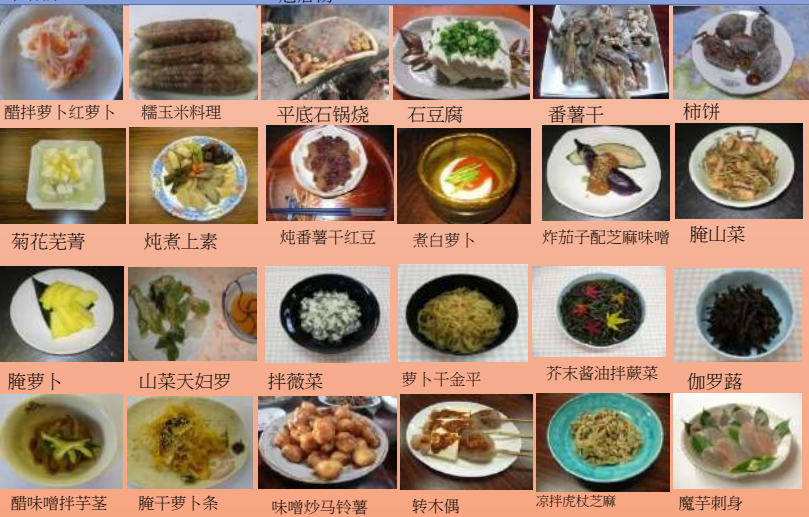 醋拌萝卜红萝卜
糯玉米料理
平底石锅烧
石豆腐
番薯干
柿饼
菊花芜菁
炖煮上素
炖番薯干红豆
煮白萝卜
炸茄子配芝麻味噌
腌山菜
腌萝卜
山菜天妇罗
拌薇菜
萝卜干金平
芥末酱油拌蕨菜
伽罗蕗
醋味噌拌芋茎
腌干萝卜条
味噌炒马铃薯
转木偶
凉拌虎杖芝麻
魔芋刺身